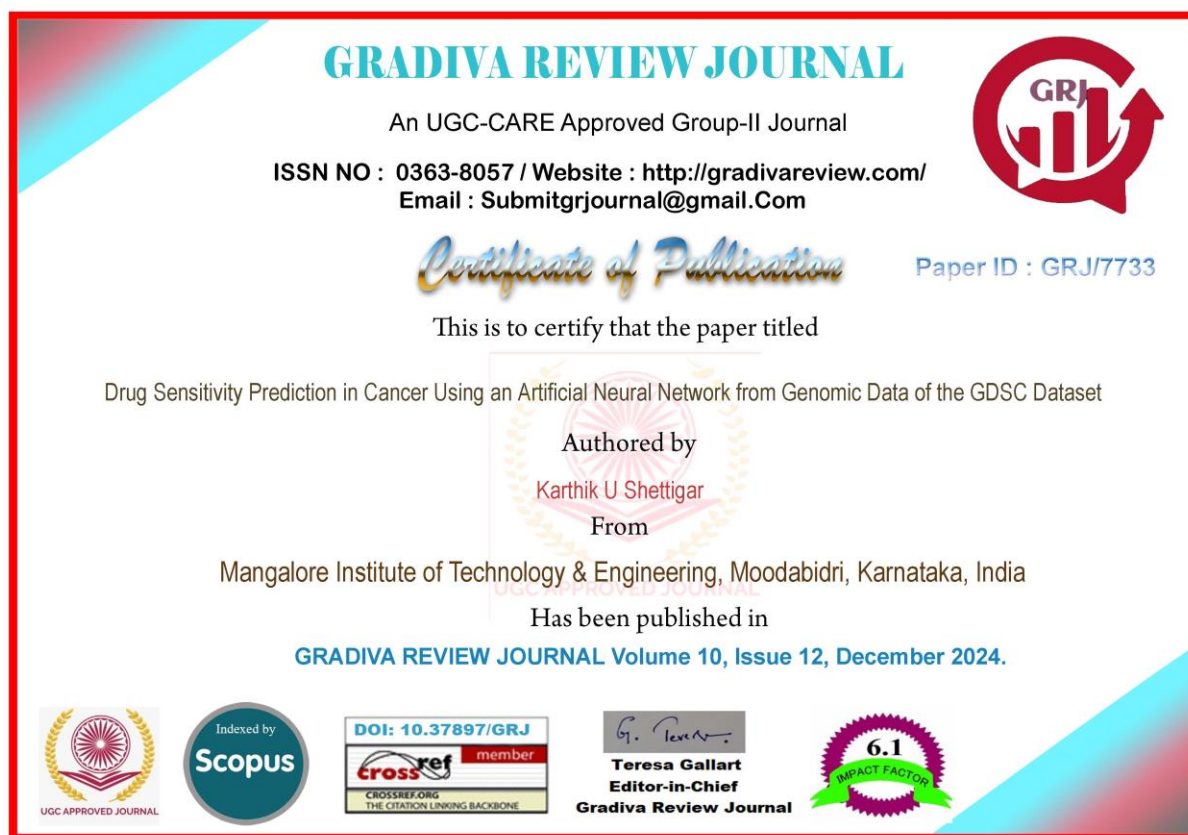 GRADIVA REVIEW JOURNAL
An UGC-CARE Approved Group-II Journal
ISSN NO : 0363-8057 / Website : http://gradivareview.com/
Email : Submitgrjournal@gmail.Com
GRJ
Certificate of Publication
Paper ID : GRJ/7733
This is to certify that the paper titled
Drug Sensitivity Prediction in Cancer Using an Artificial Neural Network from Genomic Data of the GDSC Dataset
Authored by
Karthik U Shettigar
From
Mangalore Institute of Technology & Engineering, Moodabidri, Karnataka, India
UGC APPROVED JOURNAL
Has been published in
GRADIVA REVIEW JOURNAL Volume 10, Issue 12, December 2024.
UGC APPROVED JOURNAL
Indexed by
Scopus
DOI: 10.37897/GRJ
crossref
member
CROSSREF.ORG
THE CITATION LINKING BACKBONE
Teresa Gallart
Editor-in-Chief
Gradiva Review Journal
6.1
IMPACT FACTOR